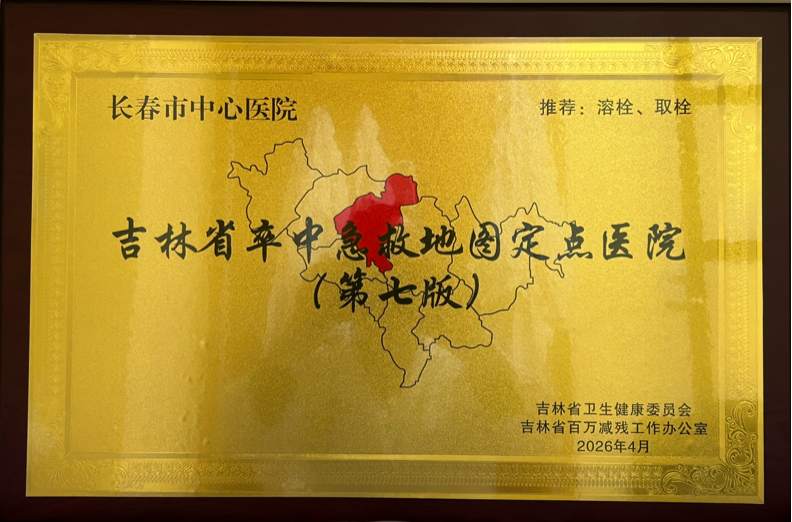 长春市中心医院
推荐：溶栓、取栓
吉林省卒中急救地图定点医院
（第七版）
吉林省卫生健康委员会
吉林省百万减残工作办公室
2026年4月